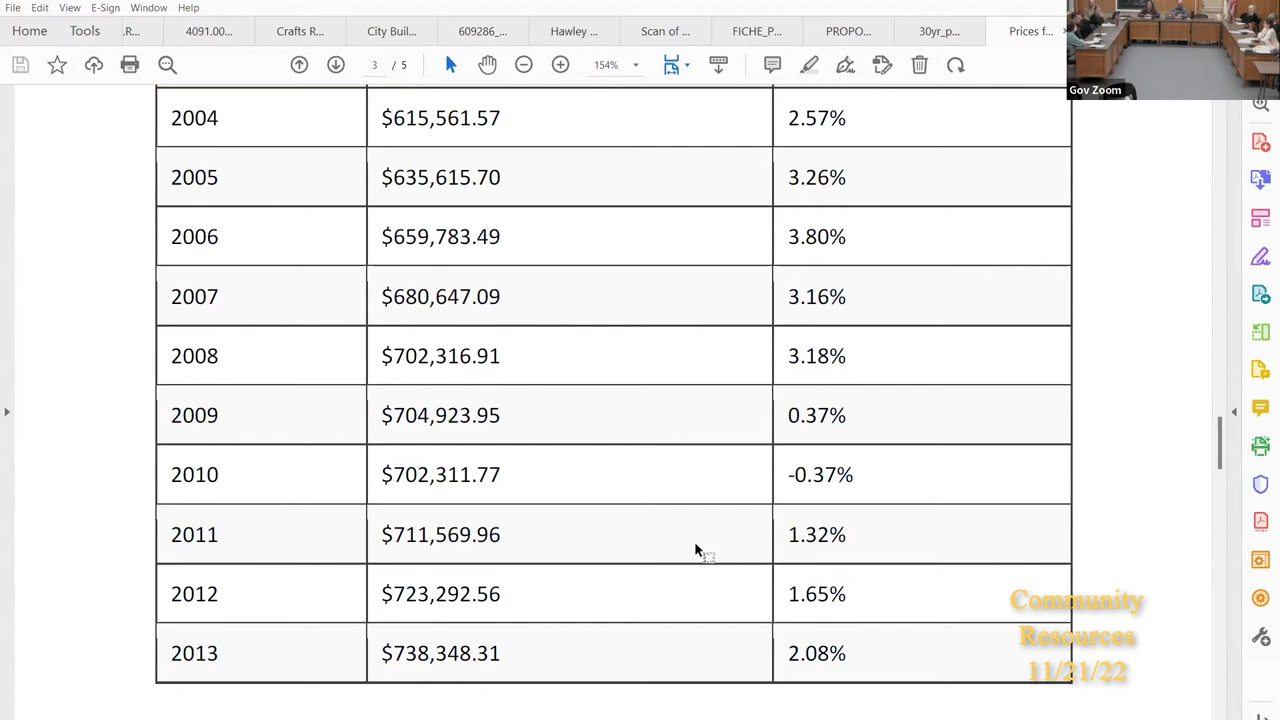 File Edit View E-Sign Window Help
Home Tools .R... 4091.00... Crafts R... City Buil... 609286_... Hawley ... Scan of ... FICHE_P... PROPO... 30yr_p... Prices f...
3 / 5 154%
Gov Zoom
2004 $615,561.57 2.57%
2005 $635,615.70 3.26%
2006 $659,783.49 3.80%
2007 $680,647.09 3.16%
2008 $702,316.91 3.18%
2009 $704,923.95 0.37%
2010 $702,311.77 -0.37%
2011 $711,569.96 1.32%
2012 $723,292.56 1.65%
2013 $738,348.31 2.08%
Community
Resources
11/21/22